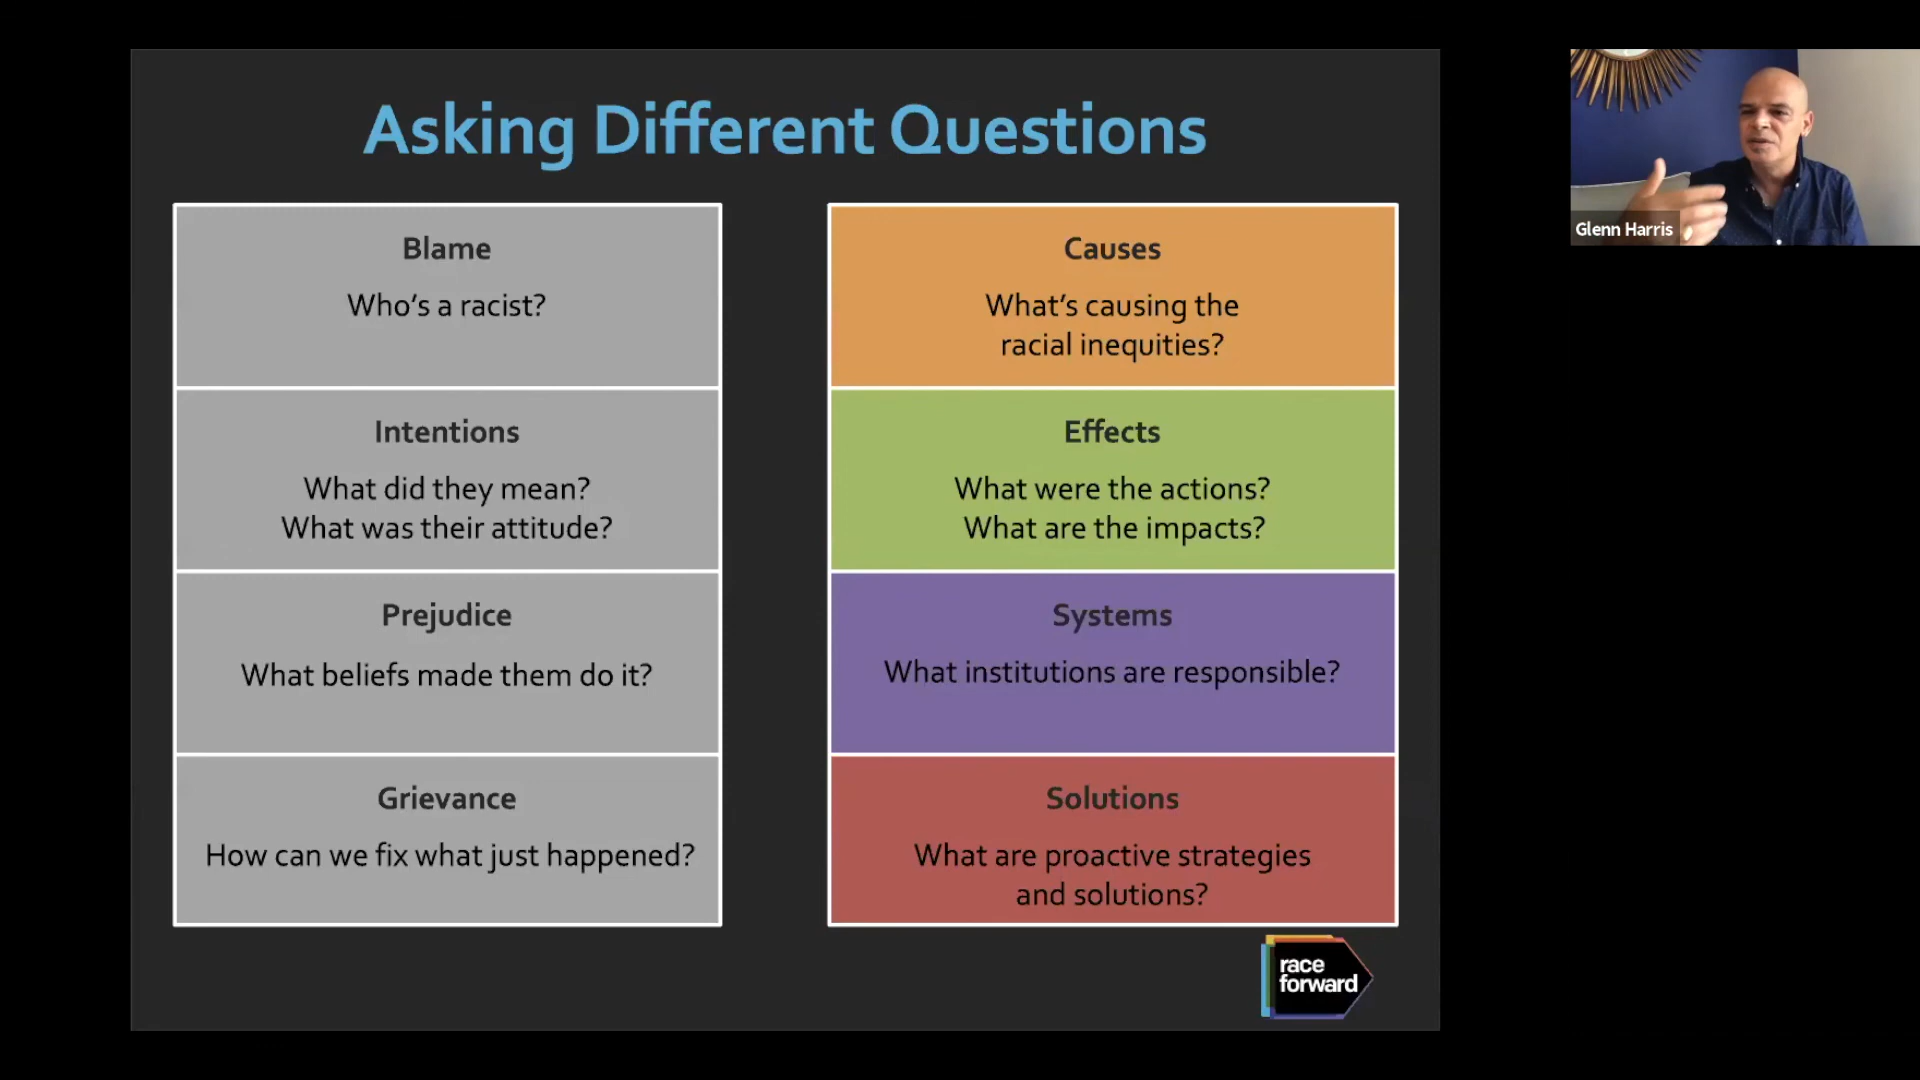 Asking Different Questions
Blame
Who's a racist?
Intentions
What did they mean?
What was their attitude?
Prejudice
What beliefs made them do it?
Grievance
How can we fix what just happened?
Causes
What's causing the
racial inequities?
Effects
What were the actions?
What are the impacts?
Systems
What institutions are responsible?
Solutions
What are proactive strategies
and solutions?
race
forward
Glenn Harris